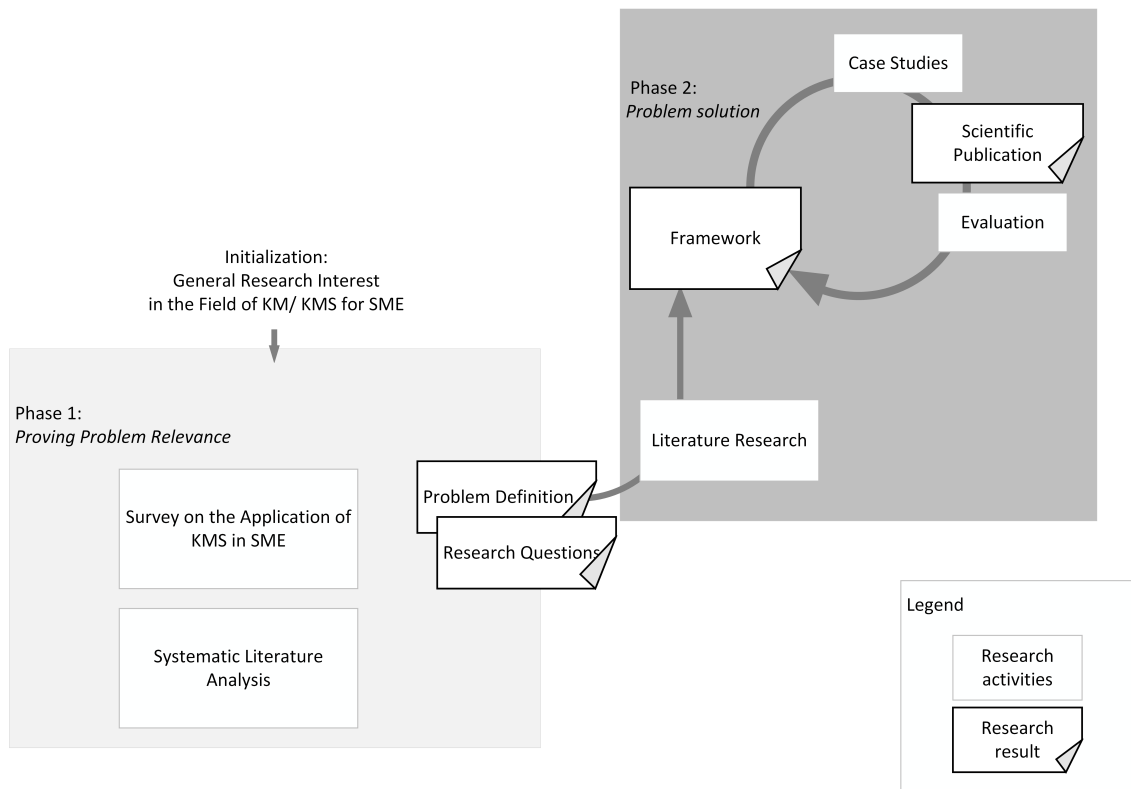 Initialization:
General Research Interest
in the Field of KM/ KMS for SME
Phase 1:
Proving Problem Relevance
Survey on the Application of
KMS in SME
Systematic Literature
Analysis
Problem Definition
Research Questions
Phase 2:
Problem solution
Case Studies
Scientific
Publication
Evaluation
Framework
Literature Research
Legend
Research
activities
Research
result